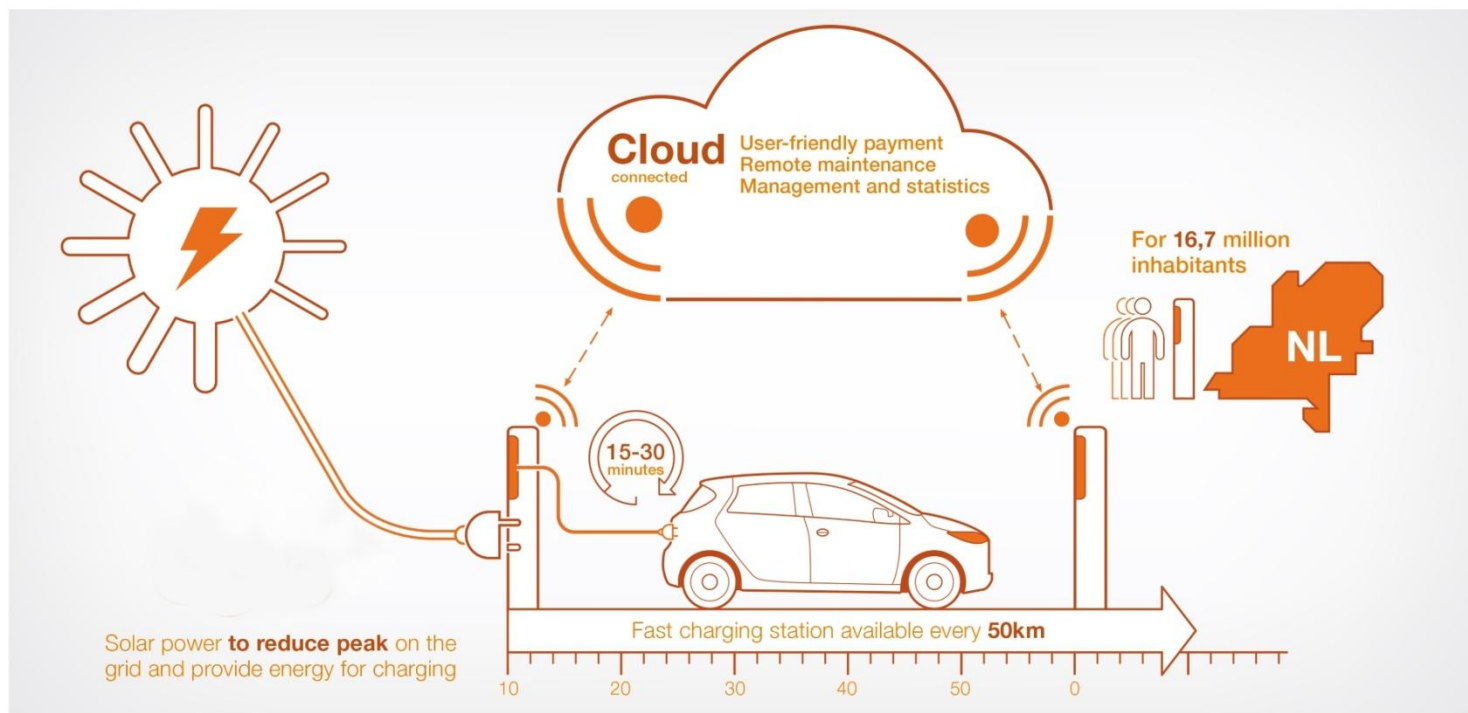 Cloud
connected
User-friendly payment
Remote maintenance
Management and statistics
For 16,7 million
inhabitants
NL
15-30
minutes
Fast charging station available every 50km
Solar power to reduce peak on the
grid and provide energy for charging
10 20 30 40 50 0